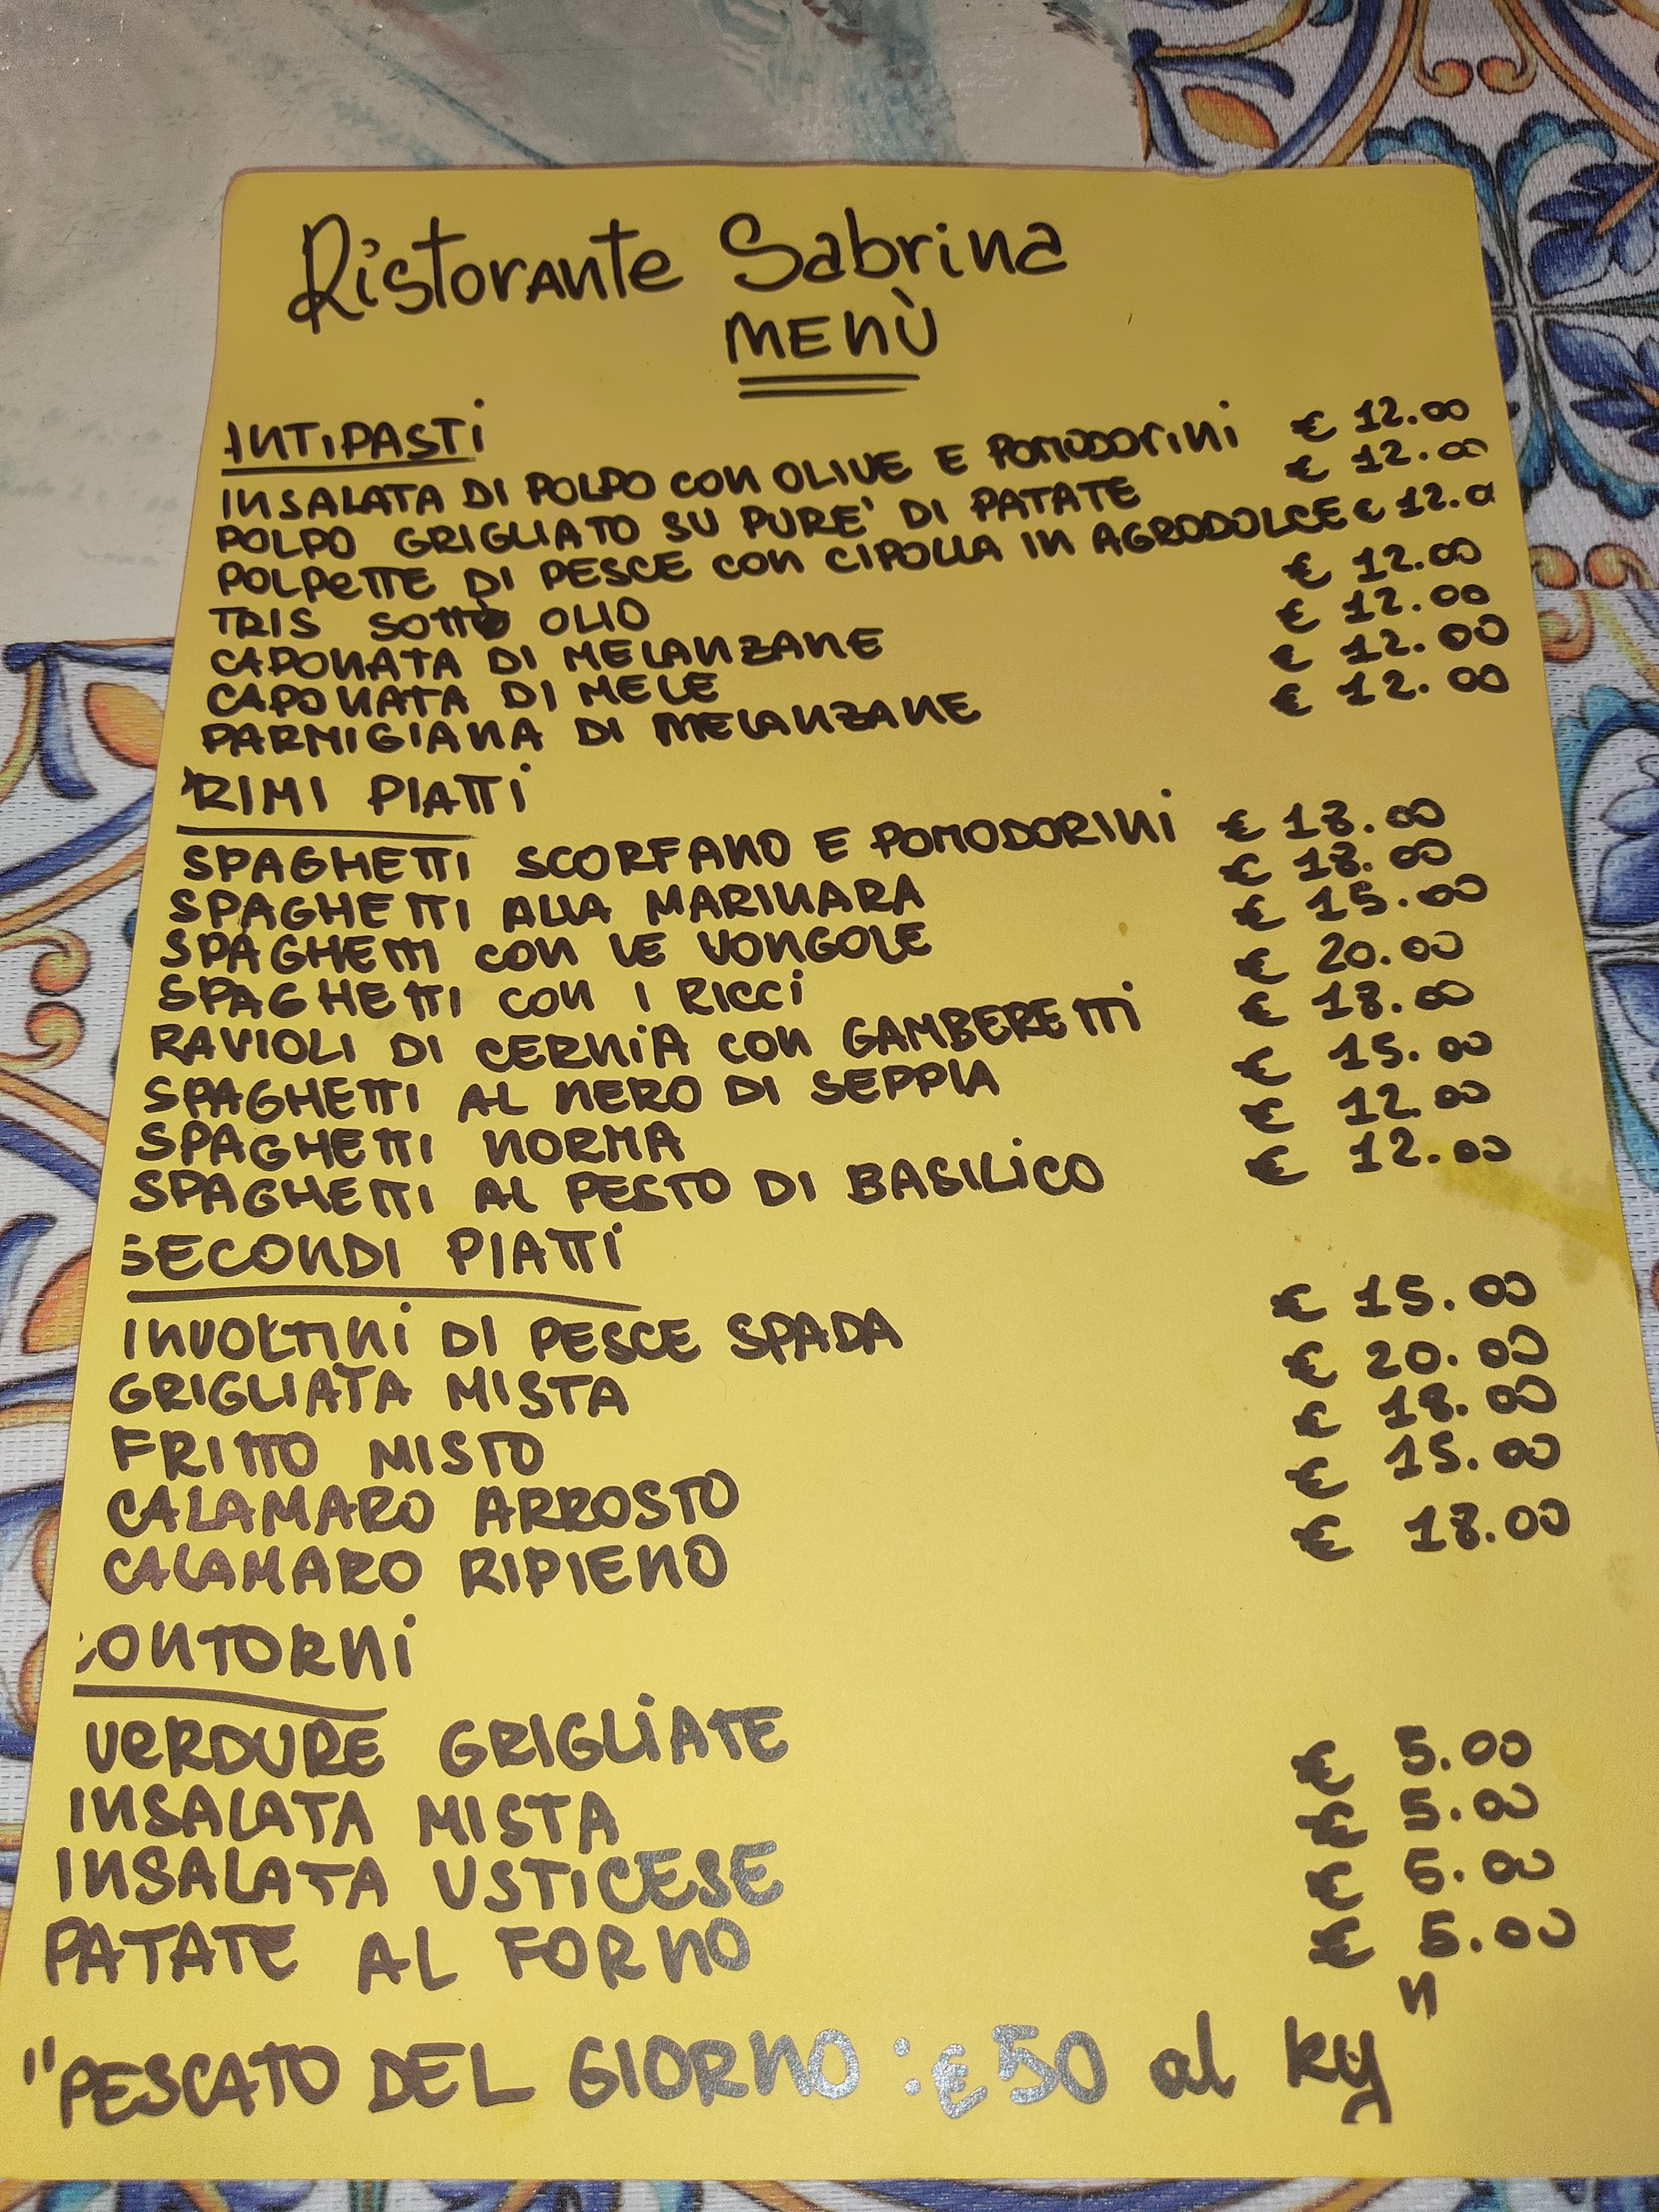 Ristorante Sabrina
MENÙ
ANTIPASTI
INSALATA DI POLPO CON OLIVE E POMODORINI € 12.00
POLPO GRIGLIATO SU PURE' DI PATATE € 12.00
POLPETTE DI PESCE CON CIPOLLA IN AGRODOLCE € 12.0
TRIS SOTTO OLIO € 12.00
CAPONATA DI MELANZANE € 12.00
CAPONATA DI MELE € 12.00
PARMIGIANA DI MELANZANE € 12.00
PRIMI PIATTI
SPAGHETTI SCORFANO E POMODORINI € 18.00
SPAGHETTI ALLA MARINARA € 18.00
SPAGHETTI CON LE VONGOLE € 15.00
SPAGHETTI CON I RICCI € 20.00
RAVIOLI DI CERNIA CON GAMBERETTI € 18.00
SPAGHETTI AL NERO DI SEPPIA € 15.00
SPAGHETTI NORMA € 12.00
SPAGHETTI AL PESTO DI BASILICO € 12.00
SECONDI PIATTI
INVOLTINI DI PESCE SPADA € 15.00
GRIGLIATA MISTA € 20.00
FRITTO MISTO € 18.00
CALAMARO ARROSTO € 15.00
CALAMARO RIPIENO € 18.00
CONTORNI
VERDURE GRIGLIATE € 5.00
INSALATA MISTA € 5.00
INSALATA USTICESE € 5.00
PATATE AL FORNO € 5.00
"PESCATO DEL GIORNO : € 50 al kg"